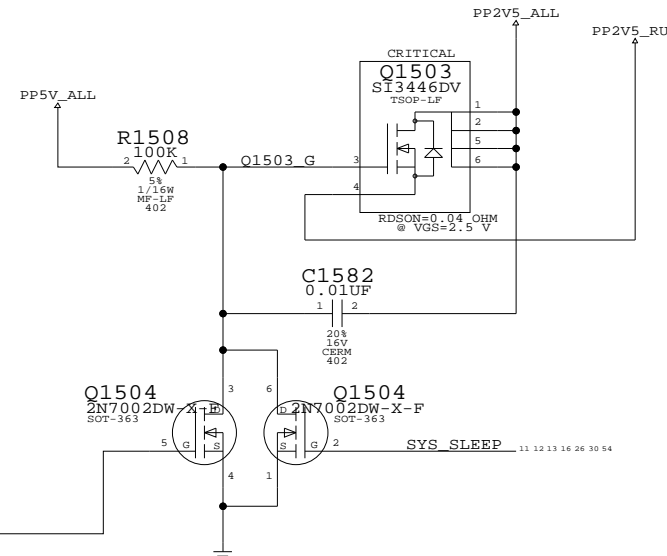 PP2V5_ALL
PP2V5_RU
CRITICAL
Q1503
SI3446DV
TSOP-LF
PP5V_ALL
1
2
5
6
R1508
100K
2 1
5%
1/16W
MF-LF
402
Q1503_G
3
4
RDSON=0.04 OHM
@ VGS=2.5 V
C1582
0.01UF
1 2
20%
16V
CERM
402
Q1504
2N7002DW-X-F
SOT-363
3
D
5 G
S
4
Q1504
2N7002DW-X-F
SOT-363
6
D
G 2
S
1
SYS_SLEEP
11 12 13 16 26 30 54